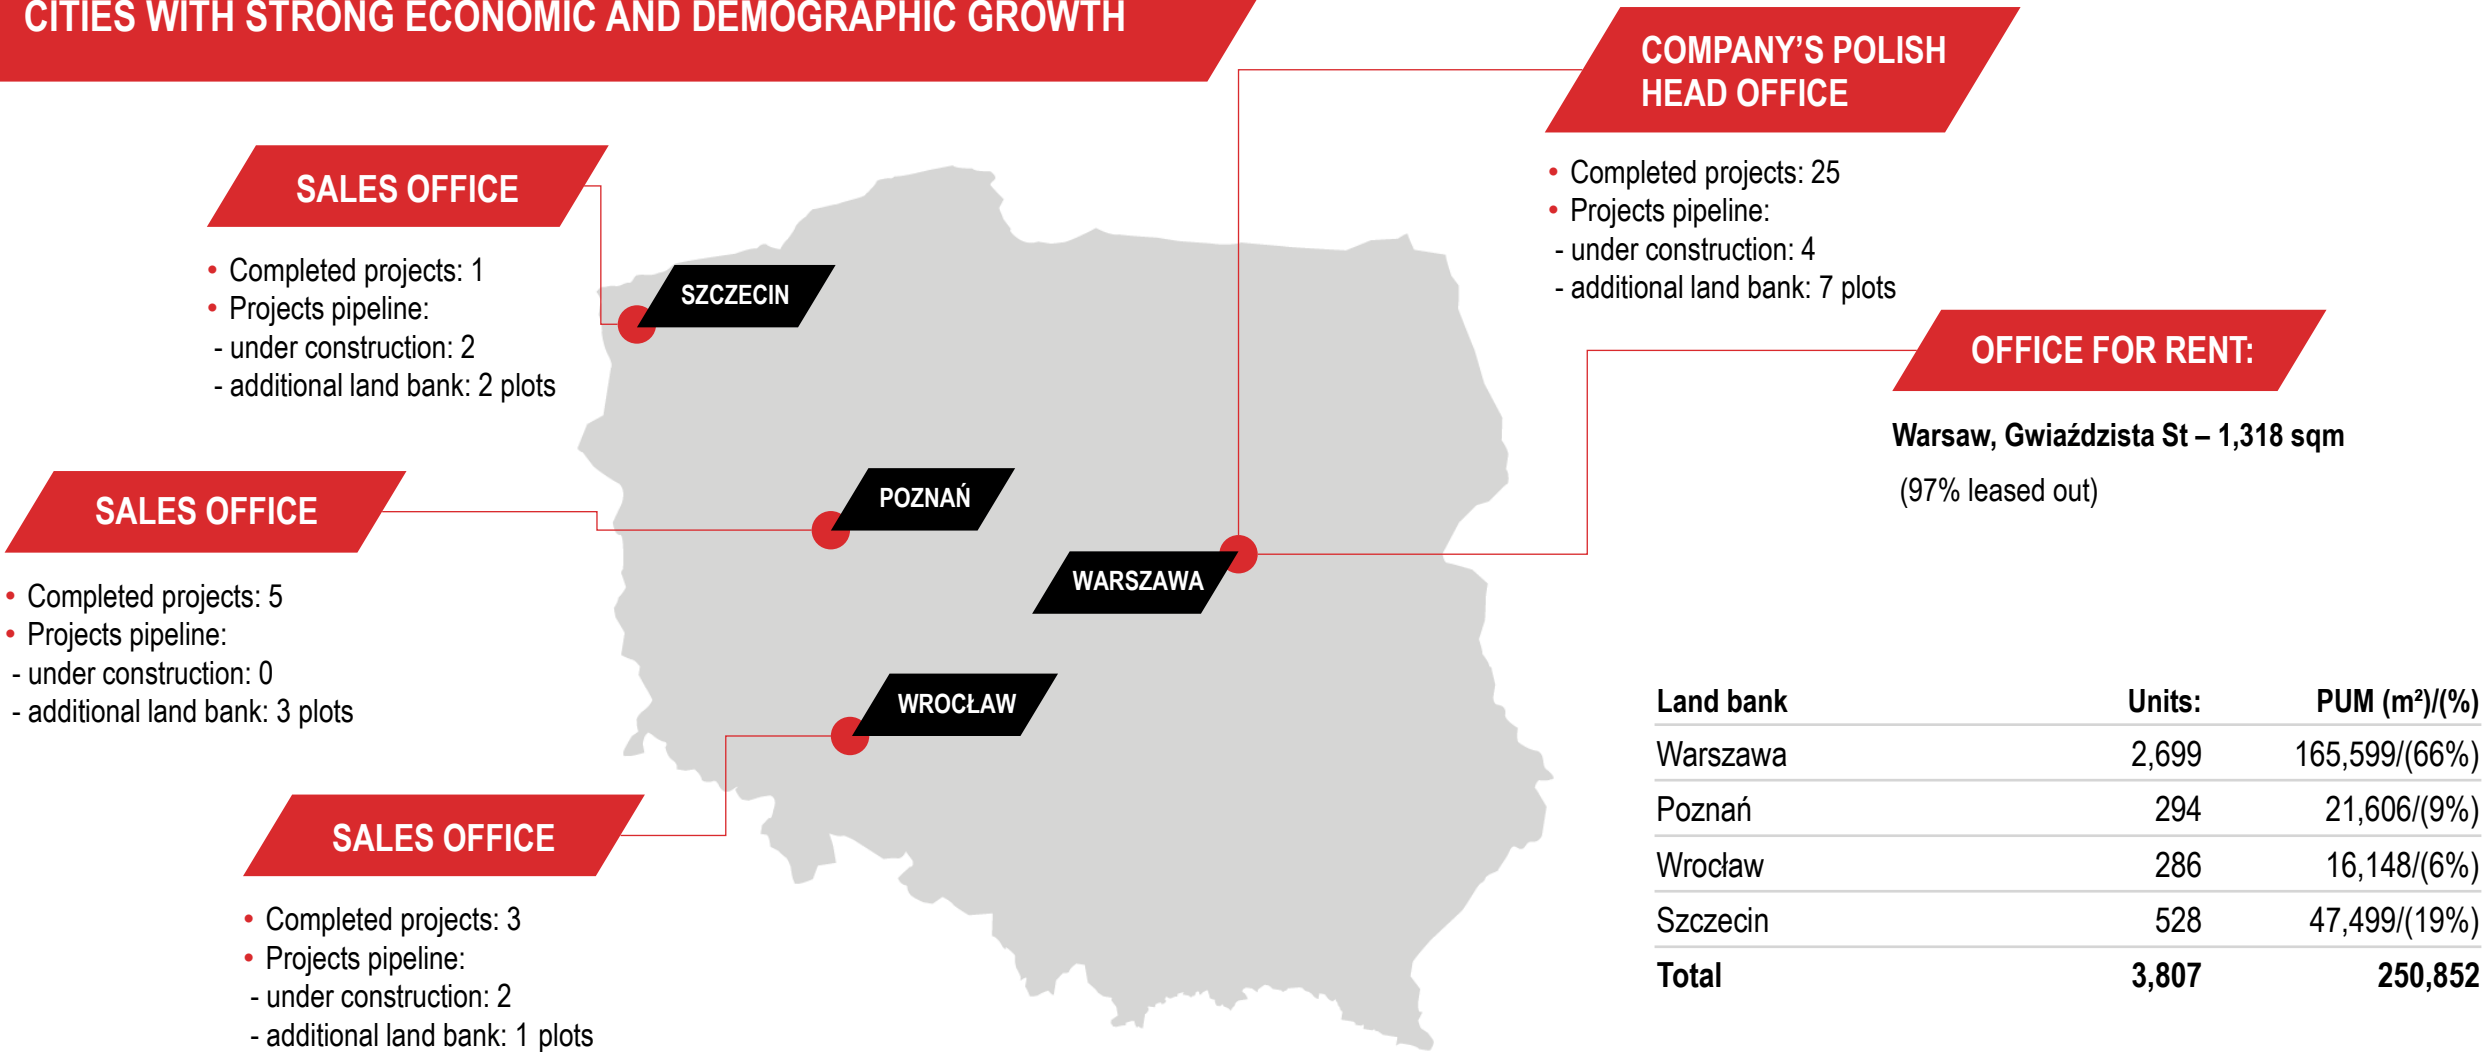 CITIES WITH STRONG ECONOMIC AND DEMOGRAPHIC GROWTH
COMPANY'S POLISH
HEAD OFFICE
• Completed projects: 25
• Projects pipeline:
- under construction: 4
- additional land bank: 7 plots
SALES OFFICE
• Completed projects: 1
• Projects pipeline:
- under construction: 2
- additional land bank: 2 plots
SZCZECIN
OFFICE FOR RENT:
Warsaw, Gwiaździsta St – 1,318 sqm
(97% leased out)
SALES OFFICE
• Completed projects: 5
• Projects pipeline:
- under construction: 0
- additional land bank: 3 plots
POZNAŃ
WARSZAWA
WROCŁAW
SALES OFFICE
• Completed projects: 3
• Projects pipeline:
- under construction: 2
- additional land bank: 1 plots
Land bank Units: PUM (m²)/(%)
Warszawa 2,699 165,599/(66%)
Poznań 294 21,606/(9%)
Wrocław 286 16,148/(6%)
Szczecin 528 47,499/(19%)
Total 3,807 250,852